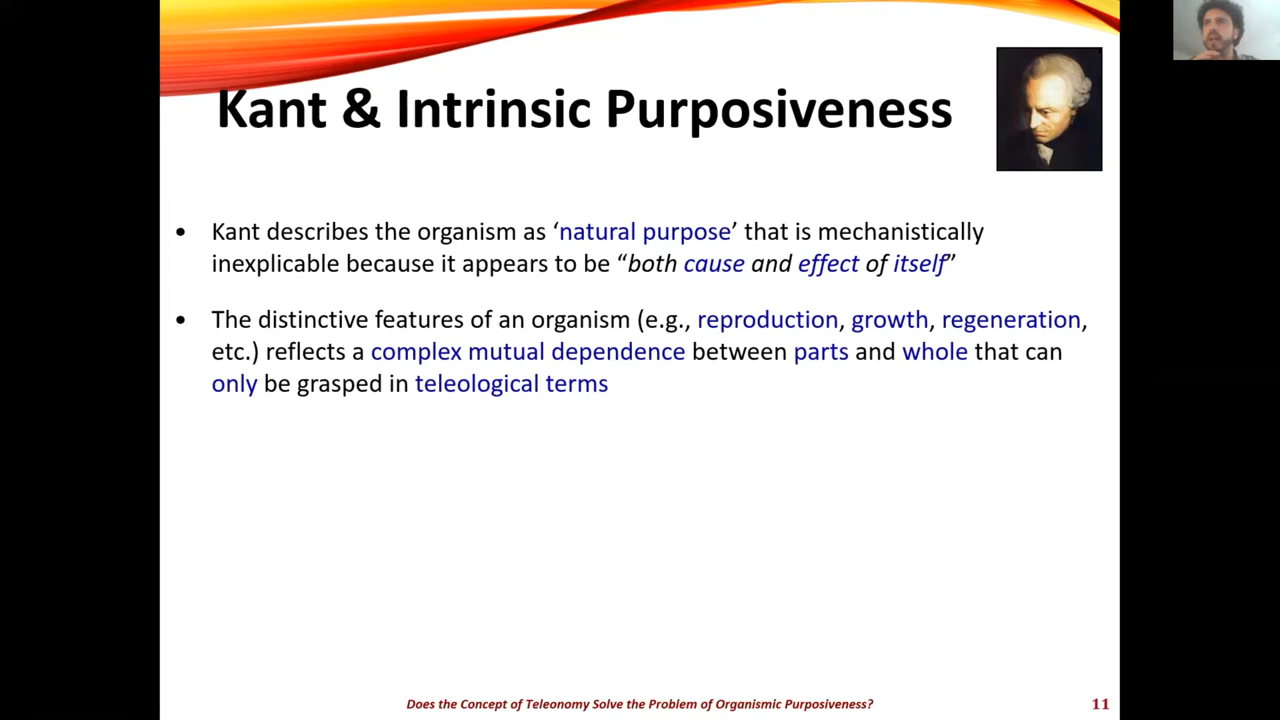 Kant & Intrinsic Purposiveness
• Kant describes the organism as ‘natural purpose’ that is mechanistically
inexplicable because it appears to be “both cause and effect of itself”
• The distinctive features of an organism (e.g., reproduction, growth, regeneration,
etc.) reflects a complex mutual dependence between parts and whole that can
only be grasped in teleological terms
Does the Concept of Teleonomy Solve the Problem of Organismic Purposiveness?
11